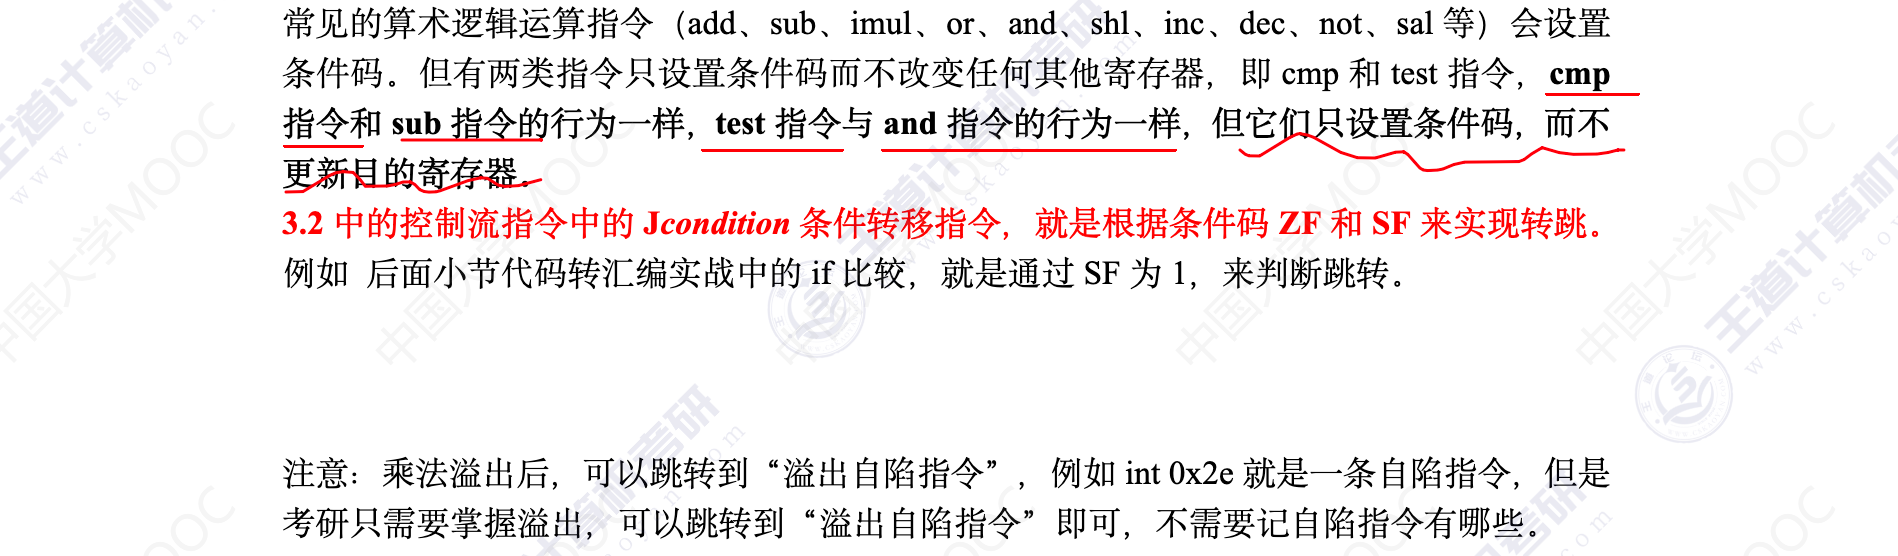 常见的算术逻辑运算指令（add、sub、imul、or、and、shl、inc、dec、not、sal 等）会设置
条件码。但有两类指令只设置条件码而不改变任何其他寄存器，即 cmp 和 test 指令，cmp
指令和 sub 指令的行为一样，test 指令与 and 指令的行为一样，但它们只设置条件码，而不
更新目的寄存器。
3.2 中的控制流指令中的 Jcondition 条件转移指令，就是根据条件码 ZF 和 SF 来实现转跳。
例如 后面小节代码转汇编实战中的 if 比较，就是通过 SF 为 1，来判断跳转。
注意：乘法溢出后，可以跳转到“溢出自陷指令”，例如 int 0x2e 就是一条自陷指令，但是
考研只需要掌握溢出，可以跳转到“溢出自陷指令”即可，不需要记自陷指令有哪些。